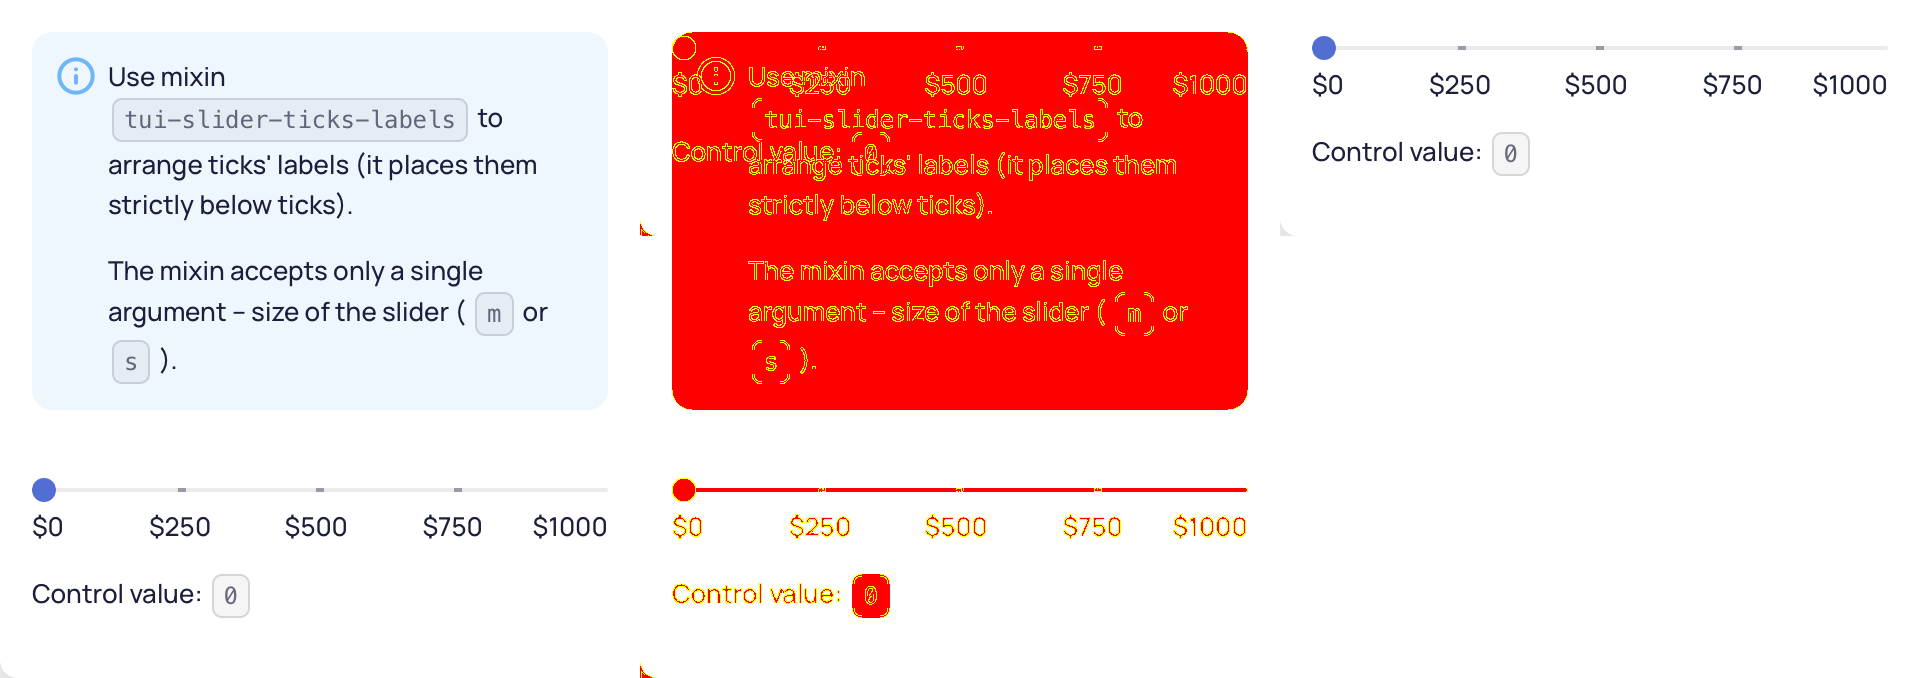 Use mixin
tui-slider-ticks-labels to
arrange ticks' labels (it places them
strictly below ticks).
The mixin accepts only a single
argument – size of the slider ( m or
s ).
$0 $250 $500 $750 $1000
Control value: 0
$0 $250 $500 $750 $1000
Use mixin
tui-slider-ticks-labels to
Control value: 0
arrange ticks' labels (it places them
strictly below ticks).
The mixin accepts only a single
argument – size of the slider ( m or
s ).
$0 $250 $500 $750 $1000
Control value: 0
$0 $250 $500 $750 $1000
Control value: 0